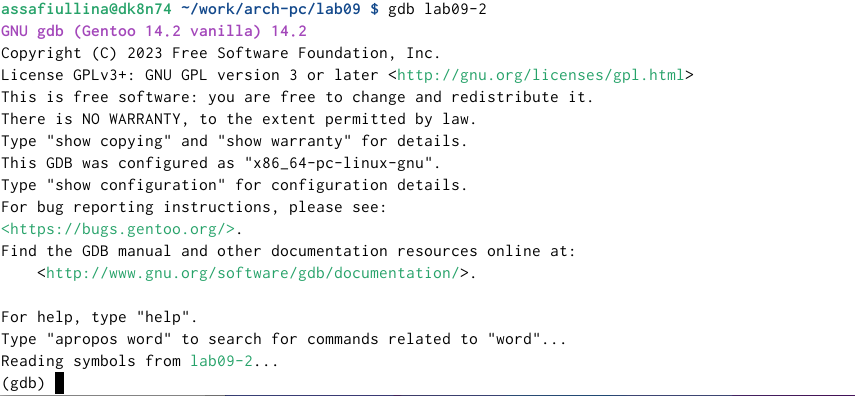 assafiullina@dk8n74 ~/work/arch-pc/lab09 $ gdb lab09-2
GNU gdb (Gentoo 14.2 vanilla) 14.2
Copyright (C) 2023 Free Software Foundation, Inc.
License GPLv3+: GNU GPL version 3 or later <http://gnu.org/licenses/gpl.html>
This is free software: you are free to change and redistribute it.
There is NO WARRANTY, to the extent permitted by law.
Type "show copying" and "show warranty" for details.
This GDB was configured as "x86_64-pc-linux-gnu".
Type "show configuration" for configuration details.
For bug reporting instructions, please see:
<https://bugs.gentoo.org/>.
Find the GDB manual and other documentation resources online at:
    <http://www.gnu.org/software/gdb/documentation/>.

For help, type "help".
Type "apropos word" to search for commands related to "word"...
Reading symbols from lab09-2...
(gdb)